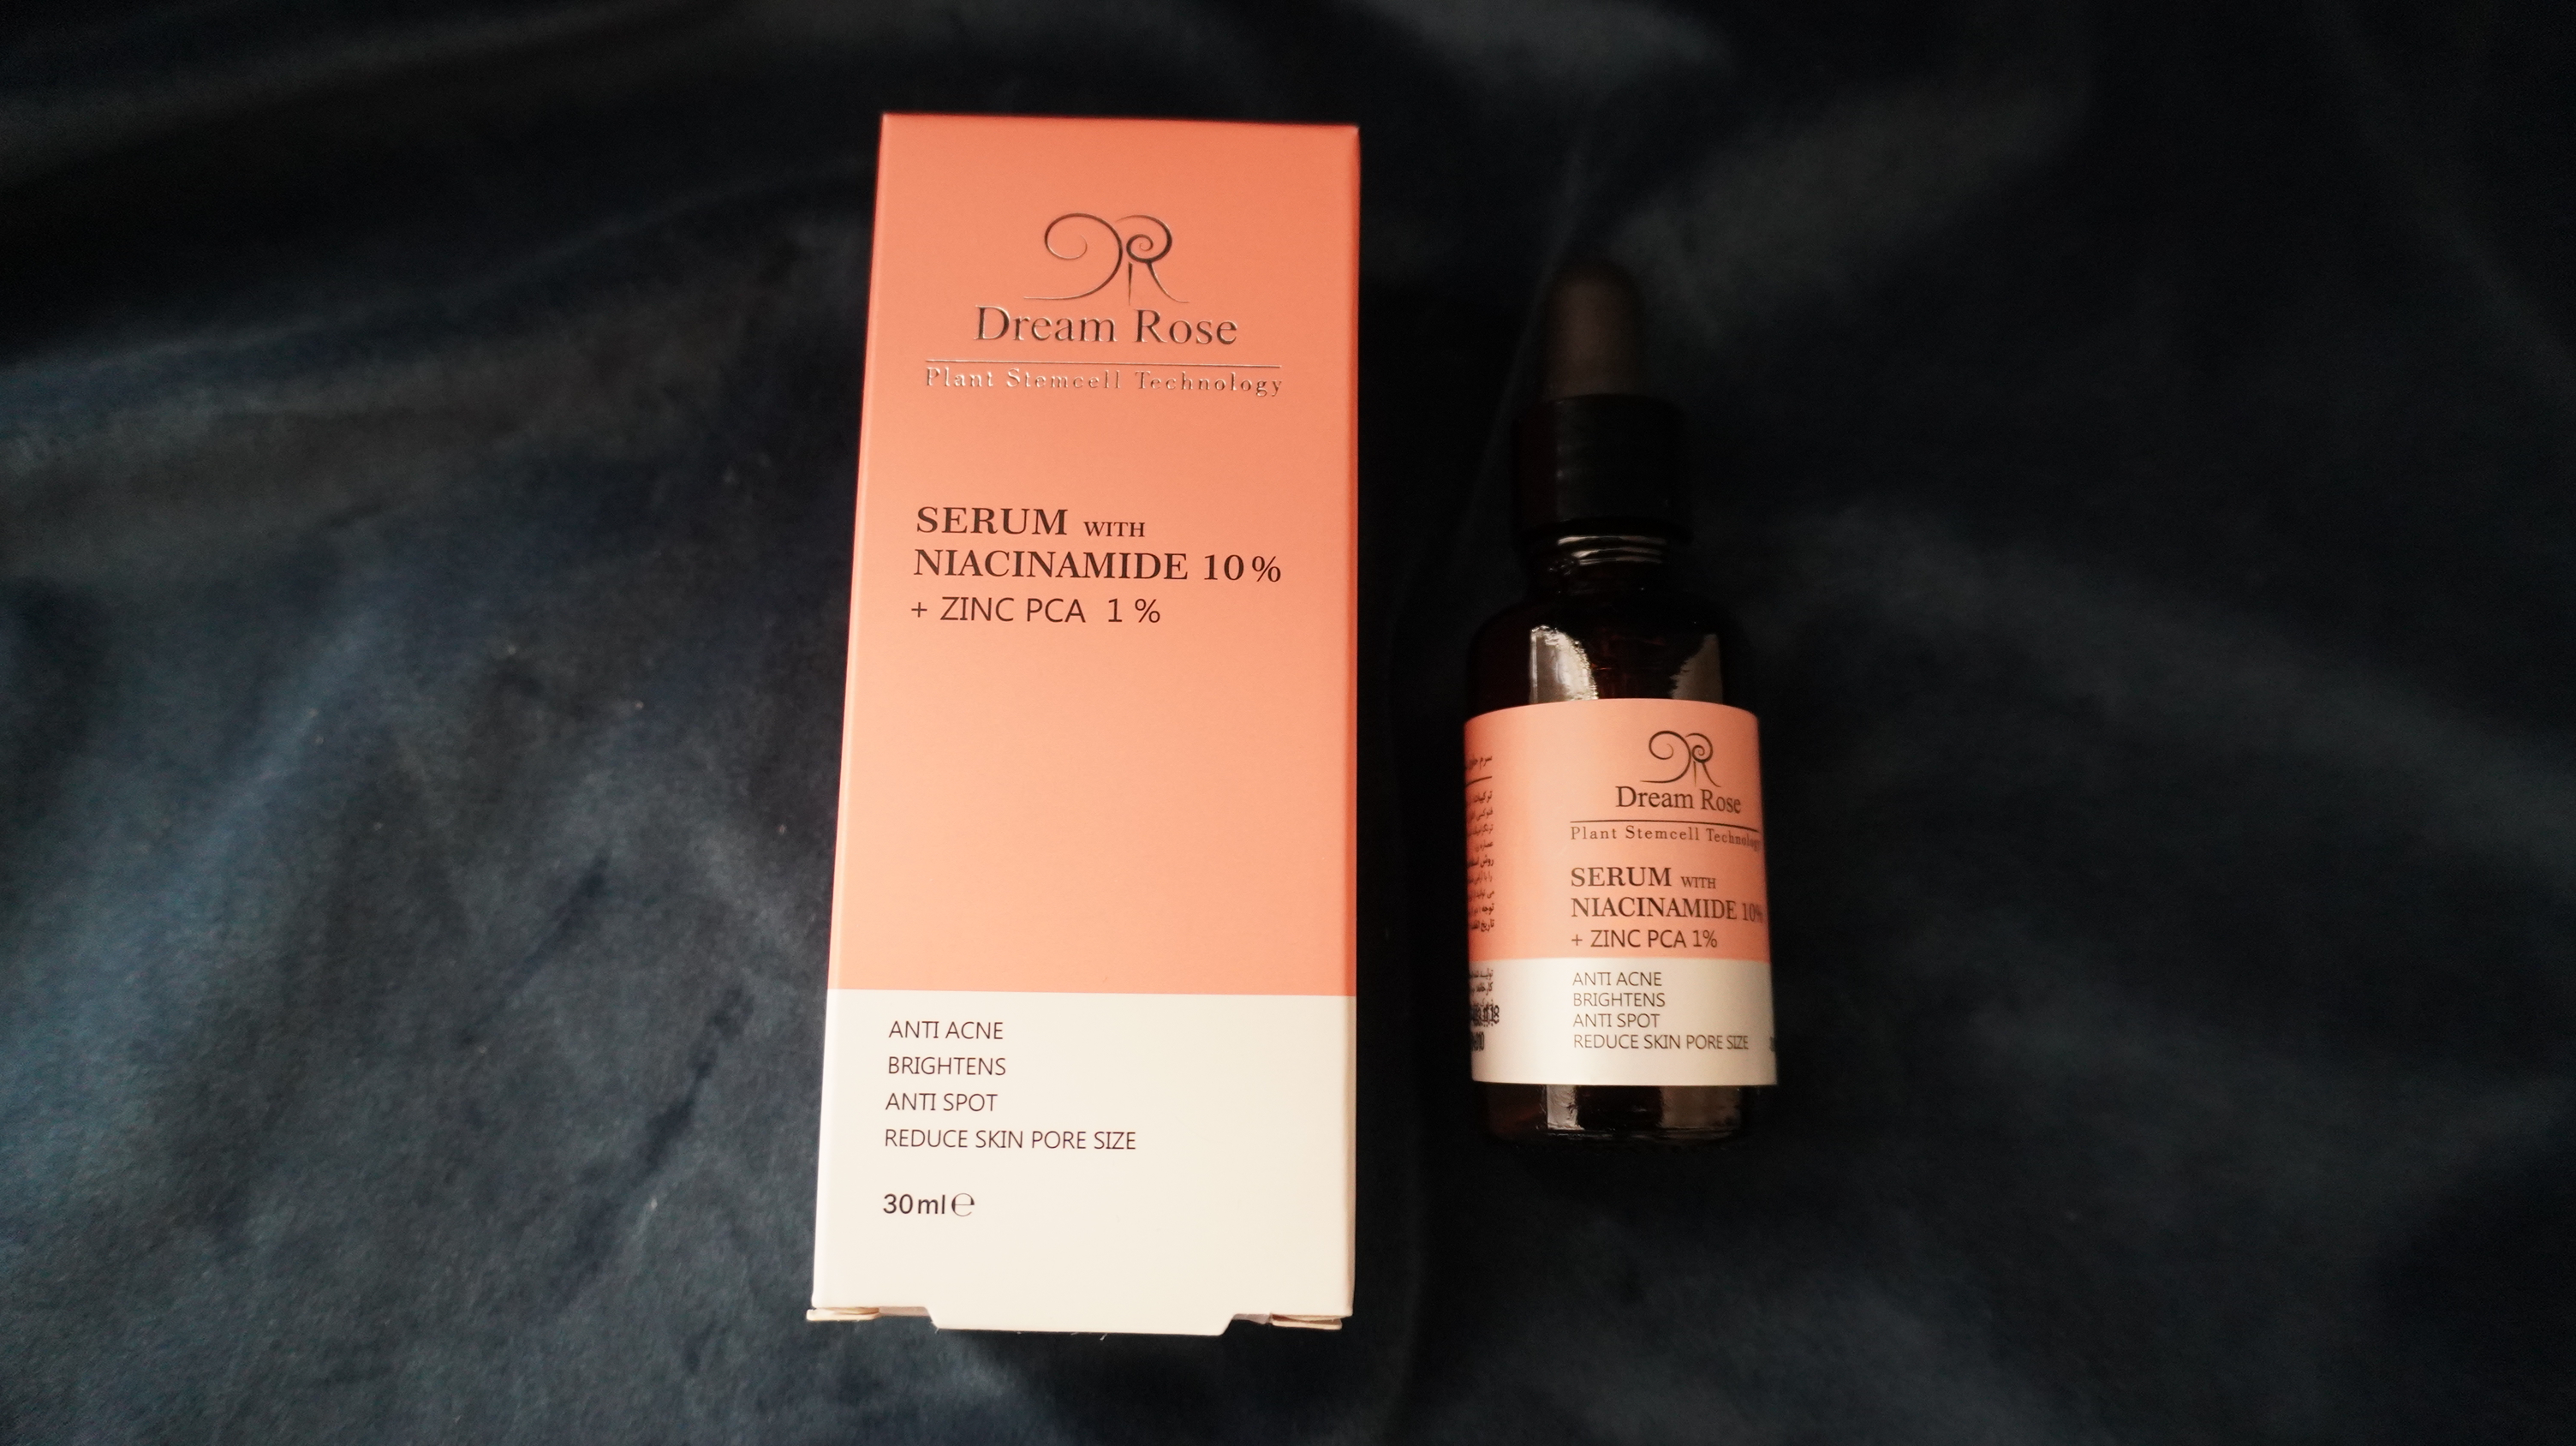 Dream Rose
Plant Stemcell Technology
SERUM WITH
NIACINAMIDE 10%
+ ZINC PCA 1 %
ANTI ACNE
BRIGHTENS
ANTI SPOT
REDUCE SKIN PORE SIZE
30ml℮
Dream Rose
Plant Stemcell Technology
SERUM WITH
NIACINAMIDE 10%
+ ZINC PCA 1%
ANTI ACNE
BRIGHTENS
ANTI SPOT
REDUCE SKIN PORE SIZE